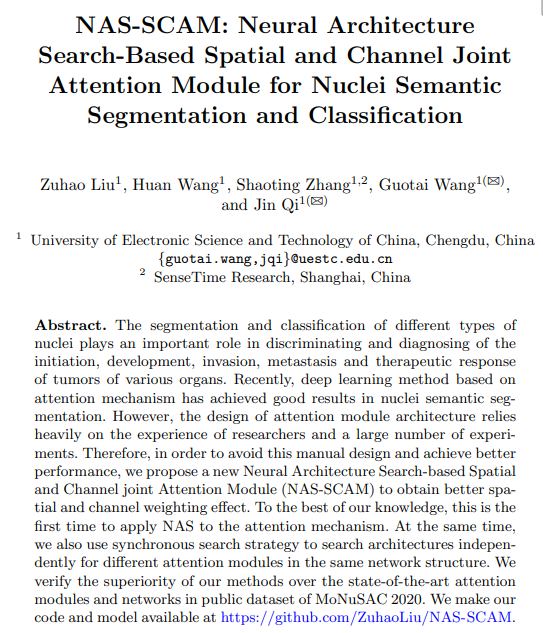 NAS-SCAM: Neural Architecture
Search-Based Spatial and Channel Joint
Attention Module for Nuclei Semantic
Segmentation and Classification
Zuhao Liu¹, Huan Wang¹, Shaoting Zhang¹,², Guotai Wang¹(✉),
and Jin Qi¹(✉)
¹ University of Electronic Science and Technology of China, Chengdu, China
{guotai.wang,jqi}@uestc.edu.cn
² SenseTime Research, Shanghai, China
Abstract. The segmentation and classification of different types of
nuclei plays an important role in discriminating and diagnosing of the
initiation, development, invasion, metastasis and therapeutic response
of tumors of various organs. Recently, deep learning method based on
attention mechanism has achieved good results in nuclei semantic seg-
mentation. However, the design of attention module architecture relies
heavily on the experience of researchers and a large number of experi-
ments. Therefore, in order to avoid this manual design and achieve better
performance, we propose a new Neural Architecture Search-based Spatial
and Channel joint Attention Module (NAS-SCAM) to obtain better spa-
tial and channel weighting effect. To the best of our knowledge, this is the
first time to apply NAS to the attention mechanism. At the same time,
we also use synchronous search strategy to search architectures indepen-
dently for different attention modules in the same network structure. We
verify the superiority of our methods over the state-of-the-art attention
modules and networks in public dataset of MoNuSAC 2020. We make our
code and model available at https://github.com/ZuhaoLiu/NAS-SCAM.